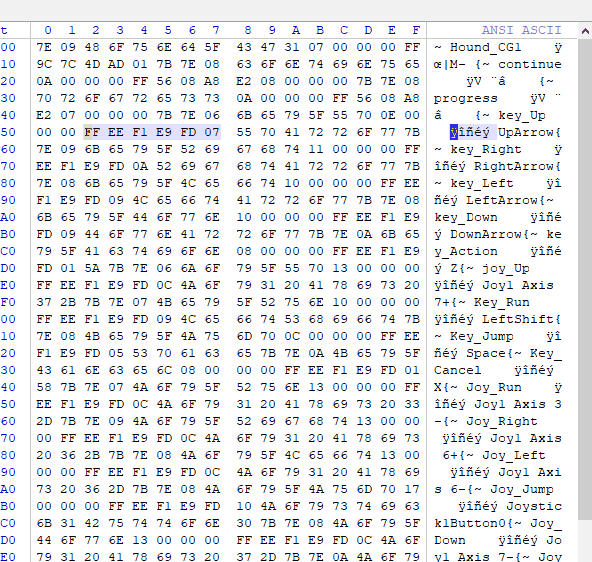 t 0 1 2 3 4 5 6 7 8 9 A B C D E F ANSI ASCII
00 7E 09 48 6F 75 6E 64 5F 43 47 31 07 00 00 00 FF ~ Hound_CG1 ÿ
10 9C 7C 4D AD 01 7B 7E 08 63 6F 6E 74 69 6E 75 65 œ|M- {~ continue
20 0A 00 00 00 FF 56 08 A8 E2 08 00 00 00 7B 7E 08 ÿV ¨â {~
30 70 72 6F 67 72 65 73 73 0A 00 00 00 FF 56 08 A8 progress ÿV ¨
40 E2 07 00 00 00 7B 7E 06 6B 65 79 5F 55 70 0E 00 â {~ key_Up
50 00 00 FF EE F1 E9 FD 07 55 70 41 72 72 6F 77 7B ÿîñéý UpArrow{
60 7E 09 6B 65 79 5F 52 69 67 68 74 11 00 00 00 FF ~ key_Right ÿ
70 EE F1 E9 FD 0A 52 69 67 68 74 41 72 72 6F 77 7B îñéý RightArrow{
80 7E 08 6B 65 79 5F 4C 65 66 74 10 00 00 00 FF EE ~ key_Left ÿî
90 F1 E9 FD 09 4C 65 66 74 41 72 72 6F 77 7B 7E 08 ñéý LeftArrow{~
A0 6B 65 79 5F 44 6F 77 6E 10 00 00 00 FF EE F1 E9 key_Down ÿîñé
B0 FD 09 44 6F 77 6E 41 72 72 6F 77 7B 7E 0A 6B 65 ý DownArrow{~ ke
C0 79 5F 41 63 74 69 6F 6E 08 00 00 00 FF EE F1 E9 y_Action ÿîñé
D0 FD 01 5A 7B 7E 06 6A 6F 79 5F 55 70 13 00 00 00 ý Z{~ joy_Up
E0 FF EE F1 E9 FD 0C 4A 6F 79 31 20 41 78 69 73 20 ÿîñéý Joy1 Axis
F0 37 2B 7B 7E 07 4B 65 79 5F 52 75 6E 10 00 00 00 7+{~ Key_Run
00 FF EE F1 E9 FD 09 4C 65 66 74 53 68 69 66 74 7B ÿîñéý LeftShift{
10 7E 08 4B 65 79 5F 4A 75 6D 70 0C 00 00 00 FF EE ~ Key_Jump ÿî
20 F1 E9 FD 05 53 70 61 63 65 7B 7E 0A 4B 65 79 5F ñéý Space{~ Key_
30 43 61 6E 63 65 6C 08 00 00 00 FF EE F1 E9 FD 01 Cancel ÿîñéý
40 58 7B 7E 07 4A 6F 79 5F 52 75 6E 13 00 00 00 FF X{~ Joy_Run ÿ
50 EE F1 E9 FD 0C 4A 6F 79 31 20 41 78 69 73 20 33 îñéý Joy1 Axis 3
60 2D 7B 7E 09 4A 6F 79 5F 52 69 67 68 74 13 00 00 -{~ Joy_Right
70 00 FF EE F1 E9 FD 0C 4A 6F 79 31 20 41 78 69 73 ÿîñéý Joy1 Axis
80 20 36 2B 7B 7E 08 4A 6F 79 5F 4C 65 66 74 13 00 6+{~ Joy_Left
90 00 00 FF EE F1 E9 FD 0C 4A 6F 79 31 20 41 78 69 ÿîñéý Joy1 Axi
A0 73 20 36 2D 7B 7E 08 4A 6F 79 5F 4A 75 6D 70 17 s 6-{~ Joy_Jump
B0 00 00 00 FF EE F1 E9 FD 10 4A 6F 79 73 74 69 63 ÿîñéý Joystic
C0 6B 31 42 75 74 74 6F 6E 30 7B 7E 08 4A 6F 79 5F k1Button0{~ Joy_
D0 44 6F 77 6E 13 00 00 00 FF EE F1 E9 FD 0C 4A 6F Down ÿîñéý Jo
E0 79 31 20 41 78 69 73 20 37 2D 7B 7E 0A 4A 6F 79 y1 Axis 7-{~ Joy